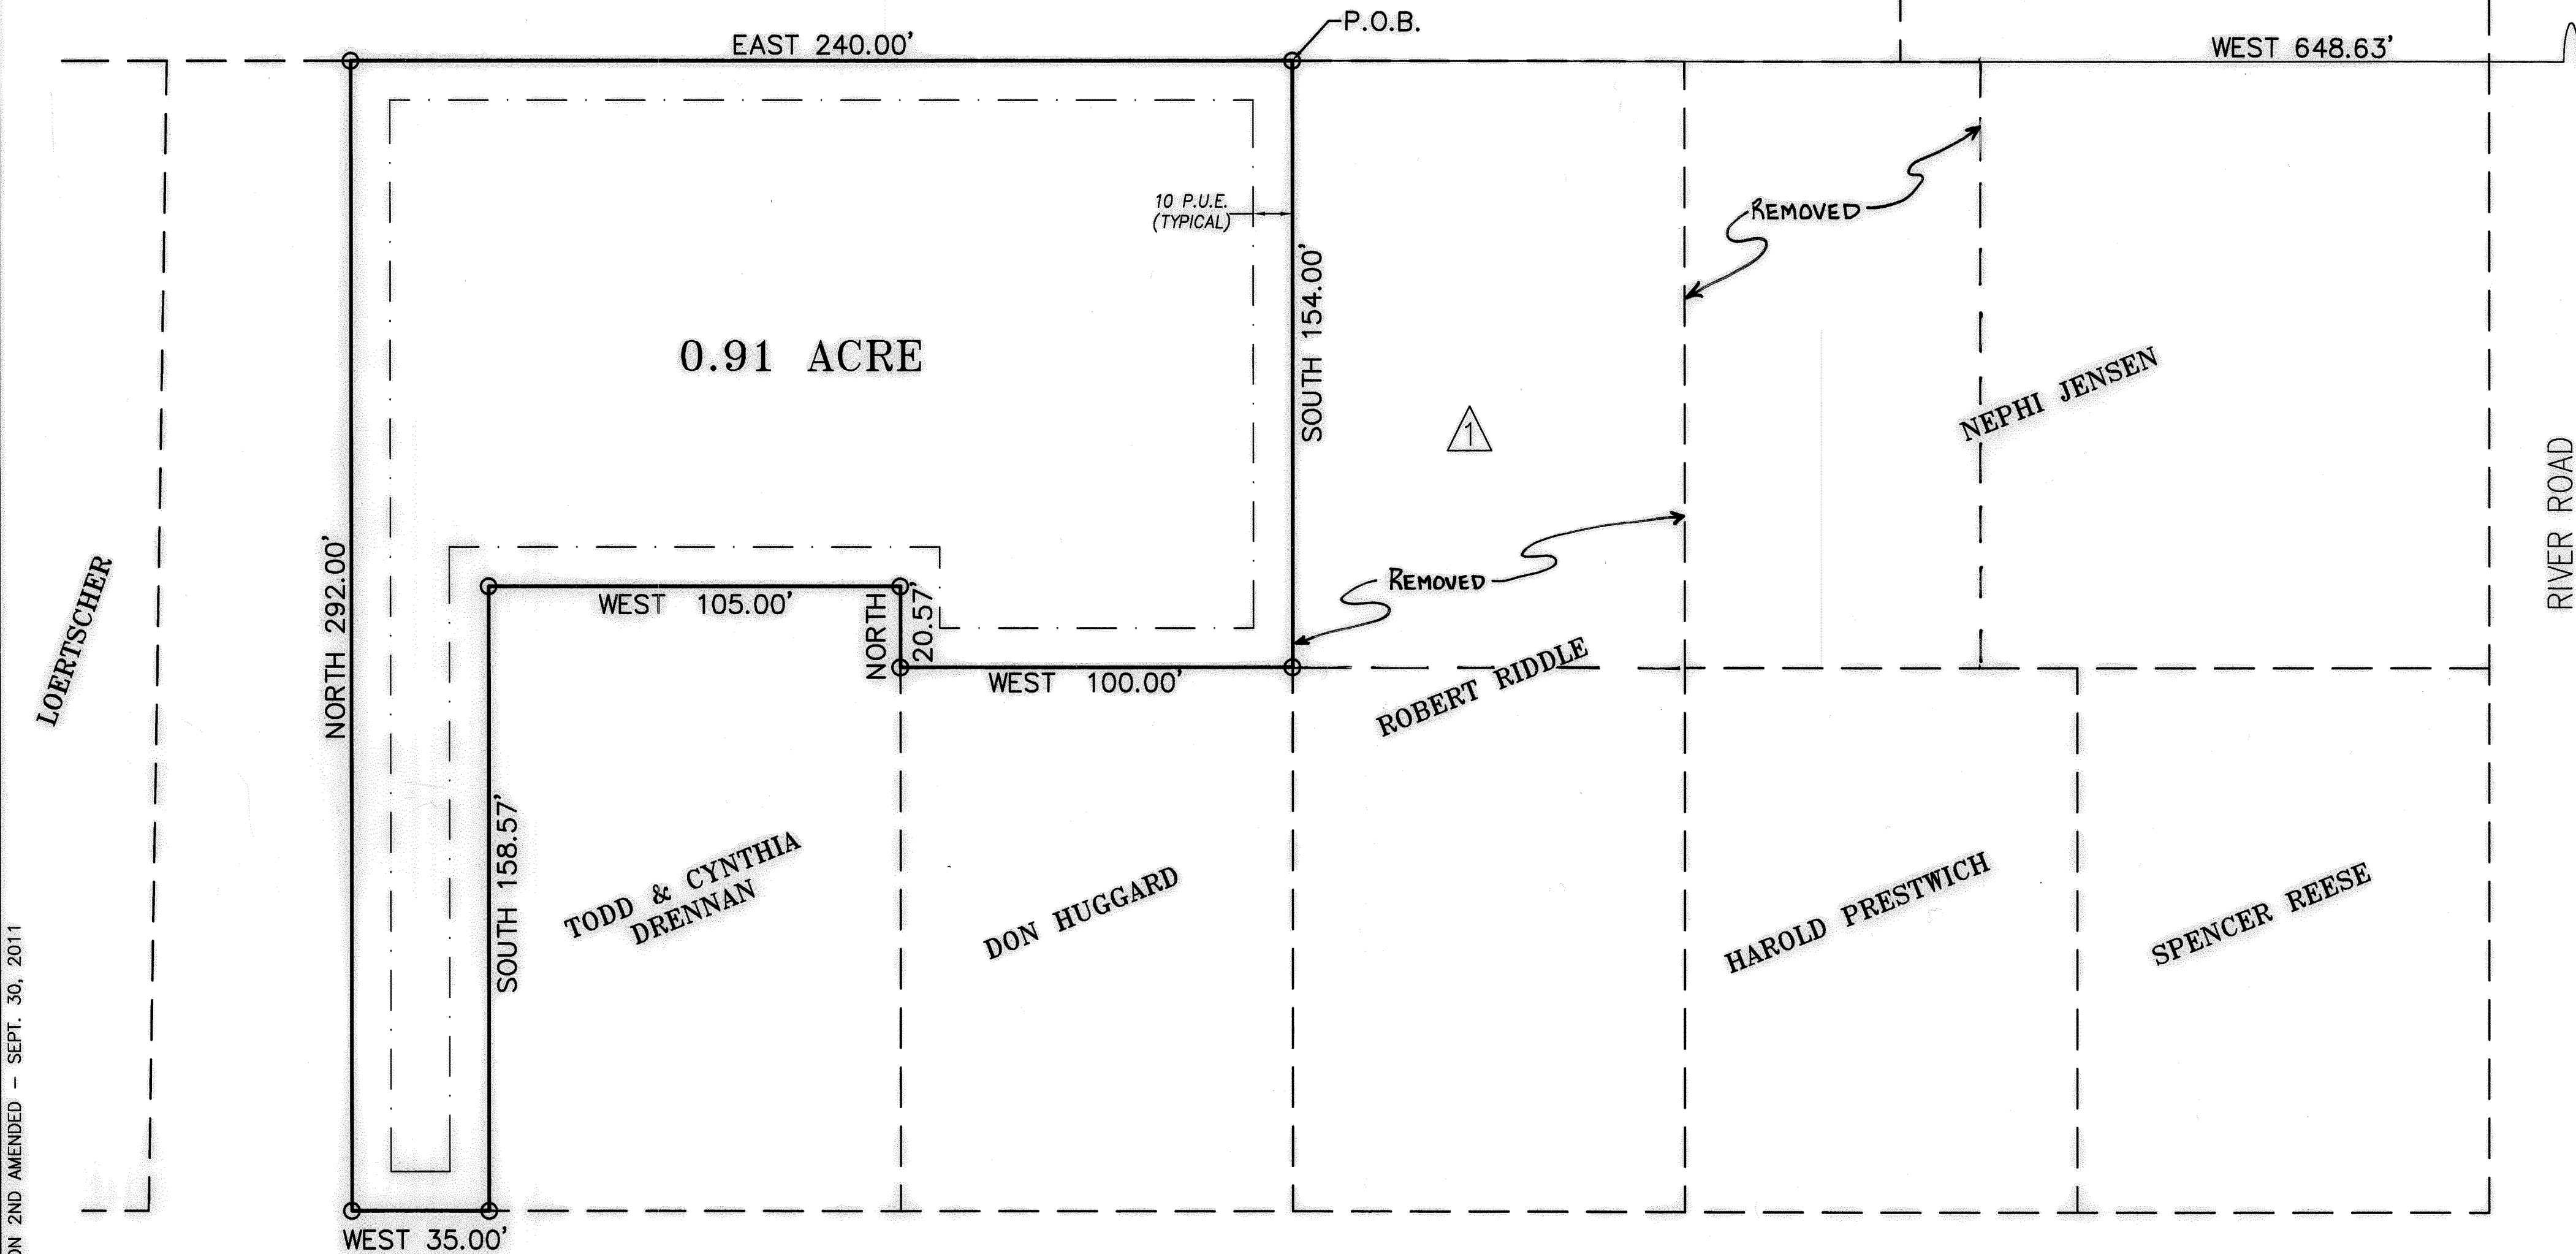 P.O.B.
EAST 240.00'
WEST 648.63'
10 P.U.E.
(TYPICAL)
REMOVED
SOUTH 154.00'
0.91 ACRE
1
NEPHI JENSEN
RIVER ROAD
NORTH 292.00'
LOERTSCHER
REMOVED
WEST 105.00'
NORTH
20.57'
WEST 100.00'
ROBERT RIDDLE
SOUTH 158.57'
TODD & CYNTHIA
DRENNAN
DON HUGGARD
HAROLD PRESTWICH
SPENCER REESE
2ND AMENDED - SEPT. 30, 2011
WEST 35.00'